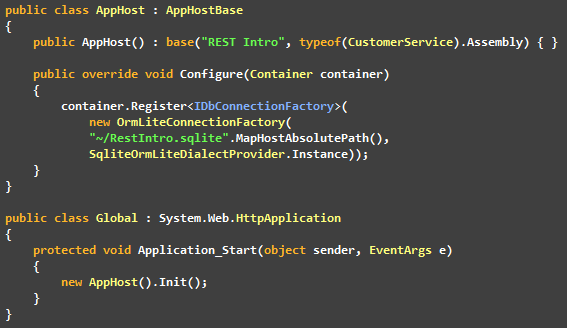 public class AppHost : AppHostBase
{
    public AppHost() : base("REST Intro", typeof(CustomerService).Assembly) { }

    public override void Configure(Container container)
    {
        container.Register<IDbConnectionFactory>(
            new OrmLiteConnectionFactory(
            "~/RestIntro.sqlite".MapHostAbsolutePath(),
            SqliteOrmLiteDialectProvider.Instance));
    }
}

public class Global : System.Web.HttpApplication
{
    protected void Application_Start(object sender, EventArgs e)
    {
        new AppHost().Init();
    }
}